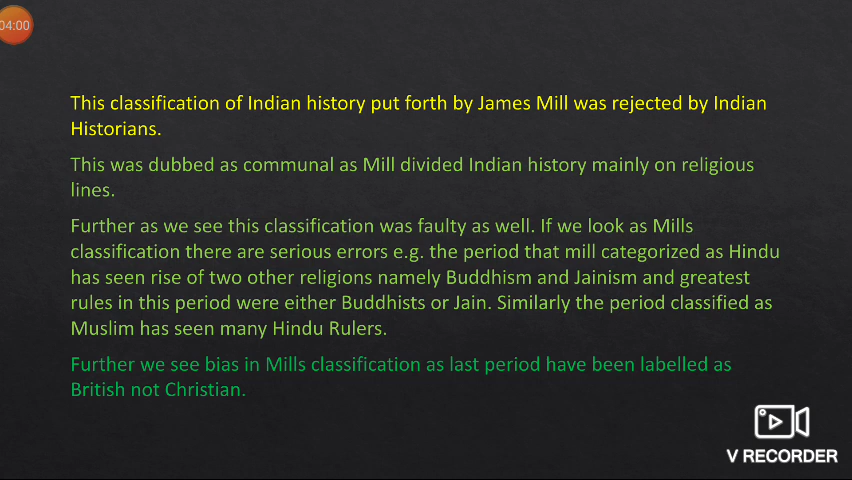 04:00
This classification of Indian history put forth by James Mill was rejected by Indian
Historians.
This was dubbed as communal as Mill divided Indian history mainly on religious
lines.
Further as we see this classification was faulty as well. If we look as Mills
classification there are serious errors e.g. the period that mill categorized as Hindu
has seen rise of two other religions namely Buddhism and Jainism and greatest
rules in this period were either Buddhists or Jain. Similarly the period classified as
Muslim has seen many Hindu Rulers.
Further we see bias in Mills classification as last period have been labelled as
British not Christian.
V RECORDER